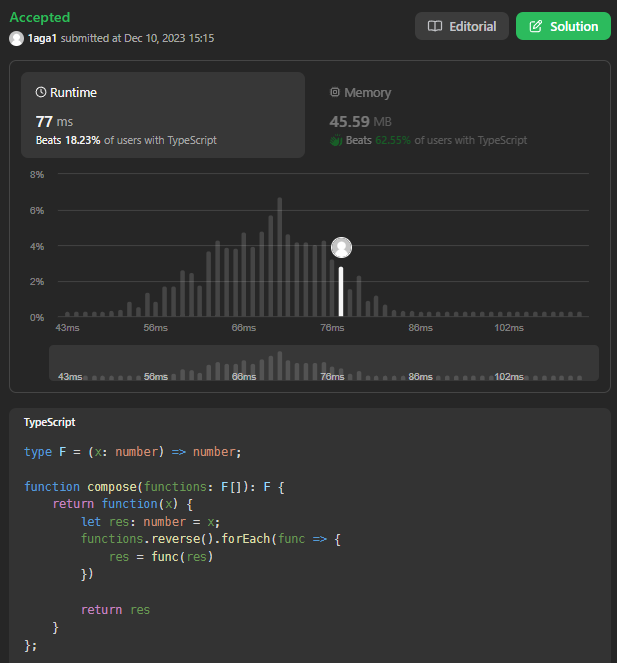 Accepted
1aga1 submitted at Dec 10, 2023 15:15
Editorial
Solution
Runtime
77 ms
Beats 18.23% of users with TypeScript
Memory
45.59 MB
Beats 62.55% of users with TypeScript
8%
6%
4%
2%
0%
43ms 56ms 66ms 76ms 86ms 102ms
43ms 56ms 66ms 76ms 86ms 102ms
TypeScript
type F = (x: number) => number;
function compose(functions: F[]): F {
    return function(x) {
        let res: number = x;
        functions.reverse().forEach(func => {
            res = func(res)
        })
        return res
    }
};